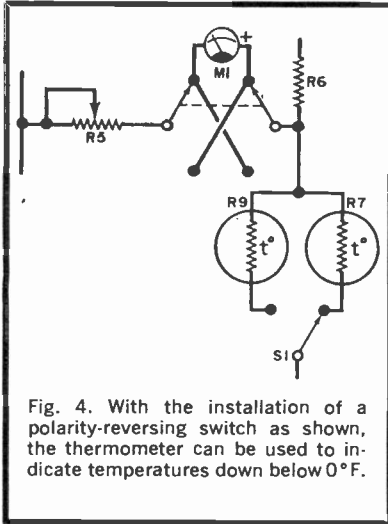 +
M1
R6
R5
R9
R7
t°
t°
S1
Fig. 4. With the installation of a
polarity-reversing switch as shown,
the thermometer can be used to in-
dicate temperatures down below 0°F.